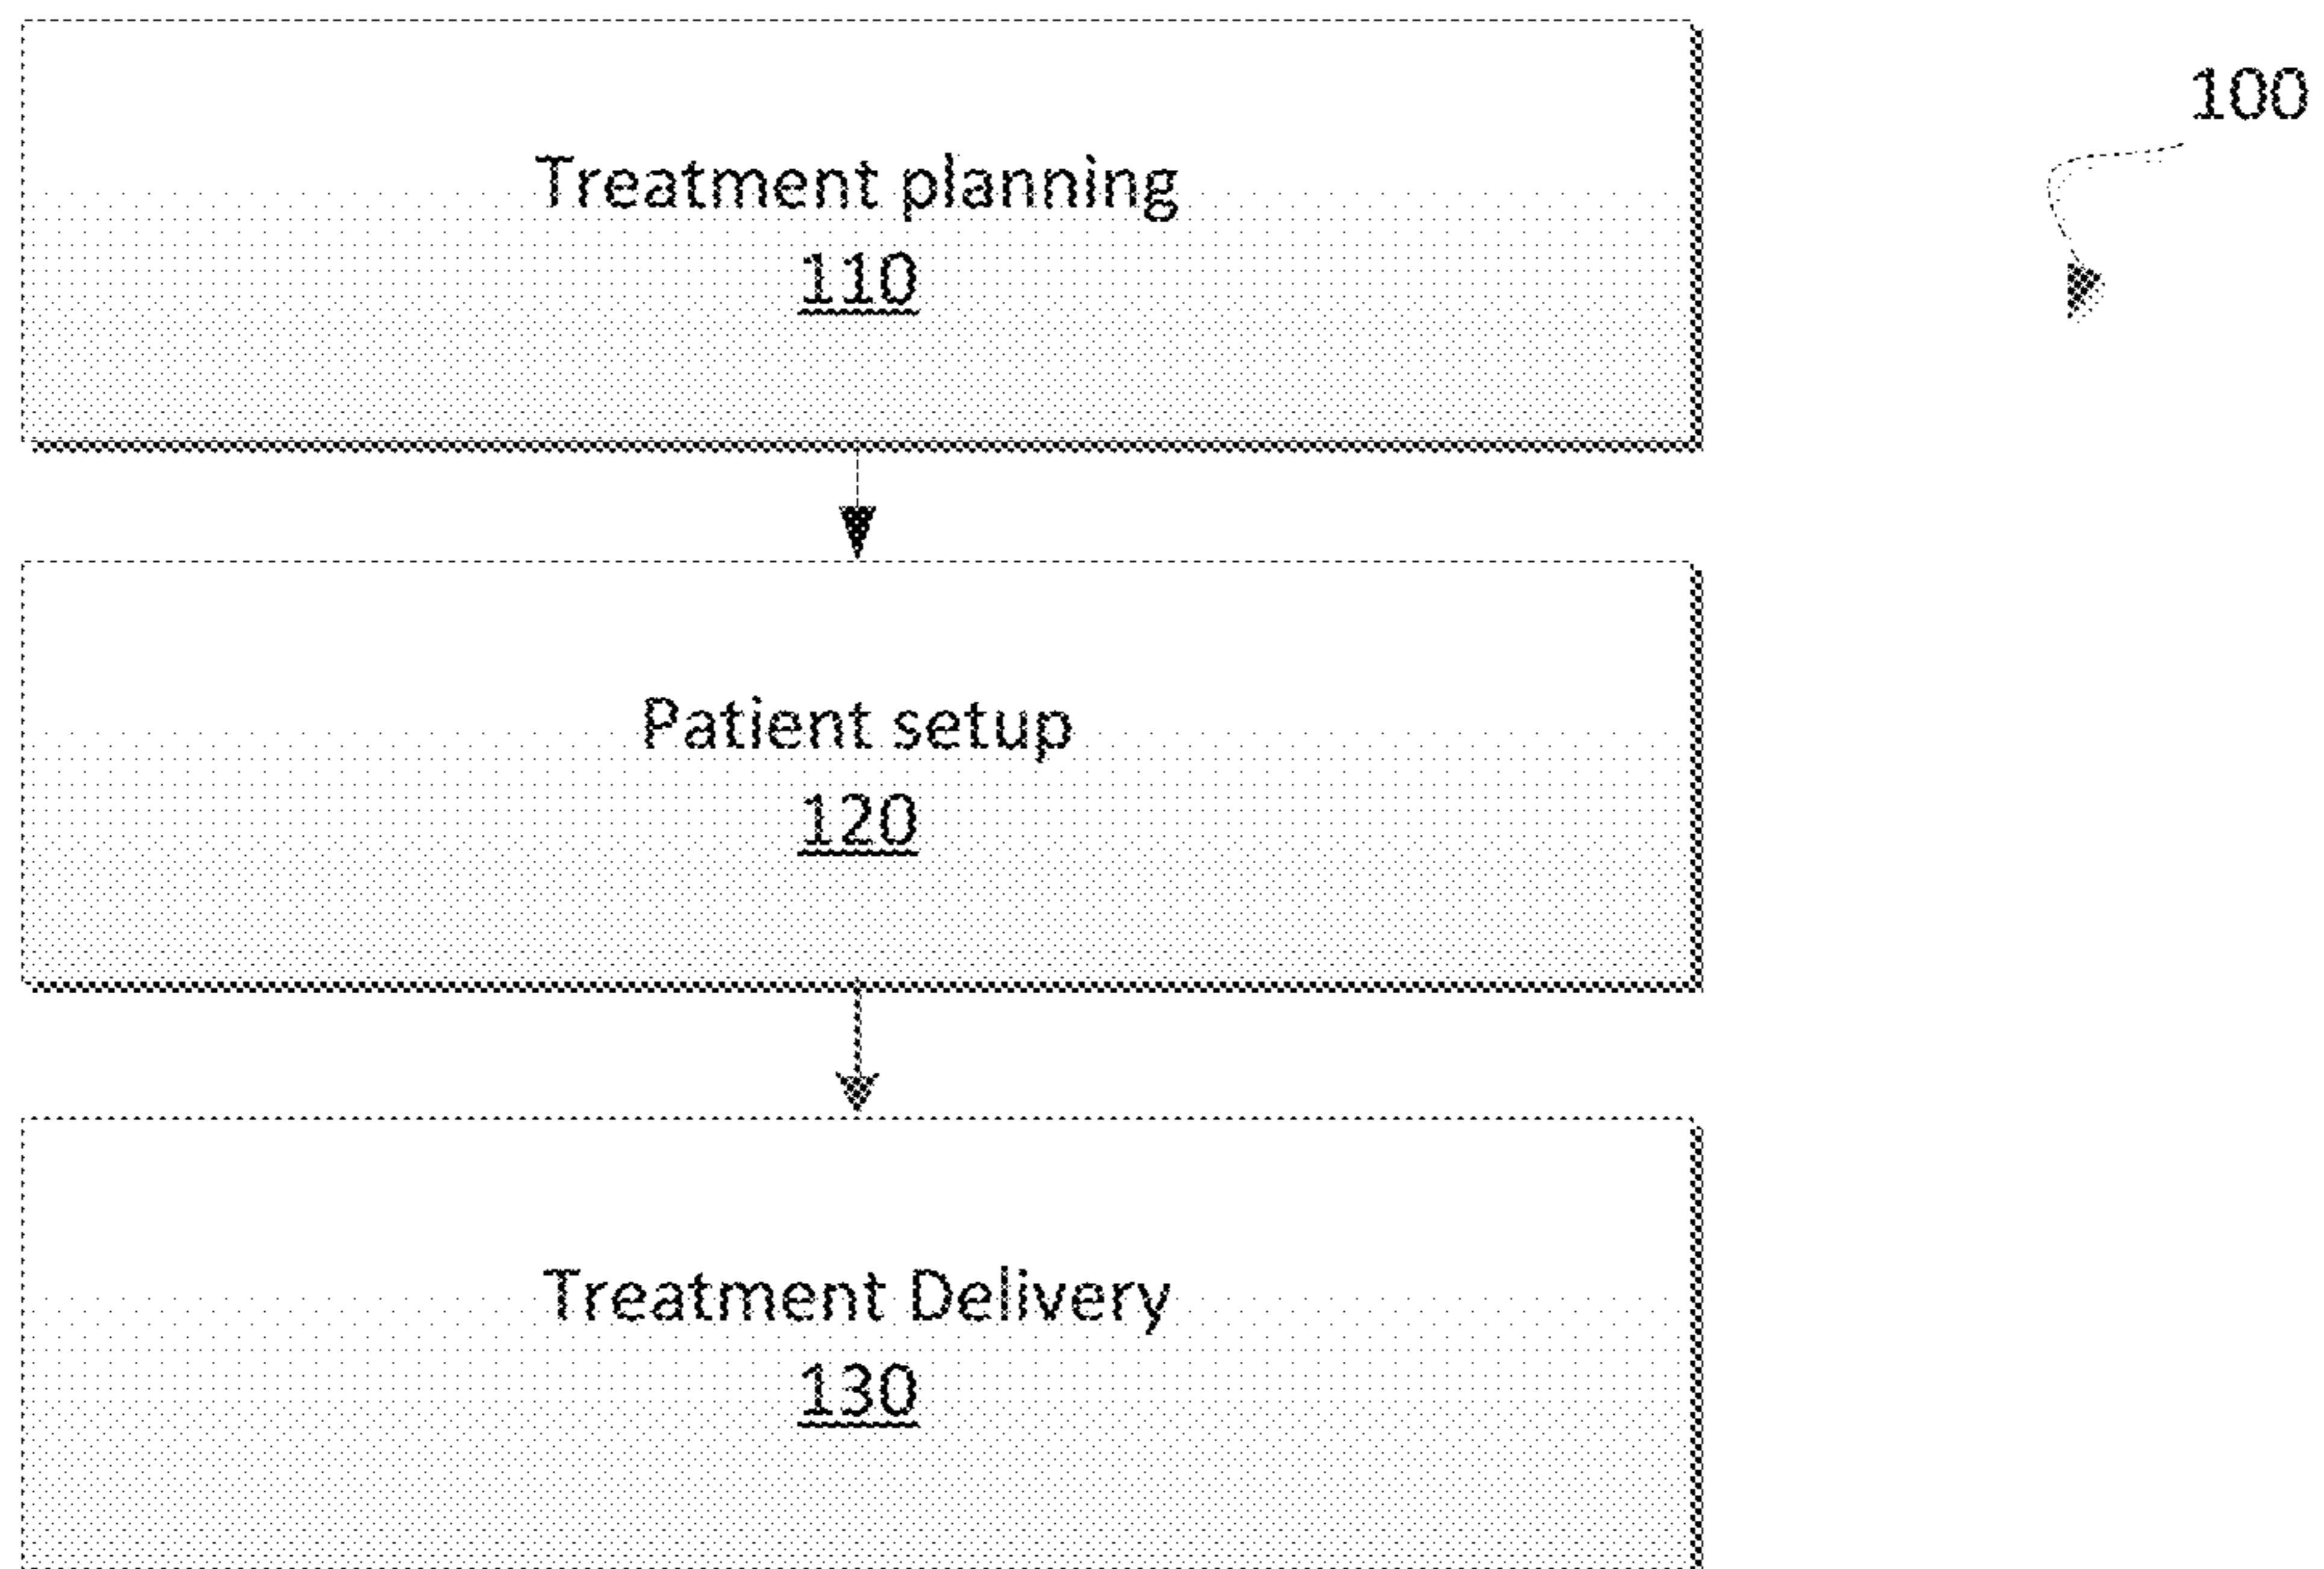 100
Treatment planning
110
Patient setup
120
Treatment Delivery
130